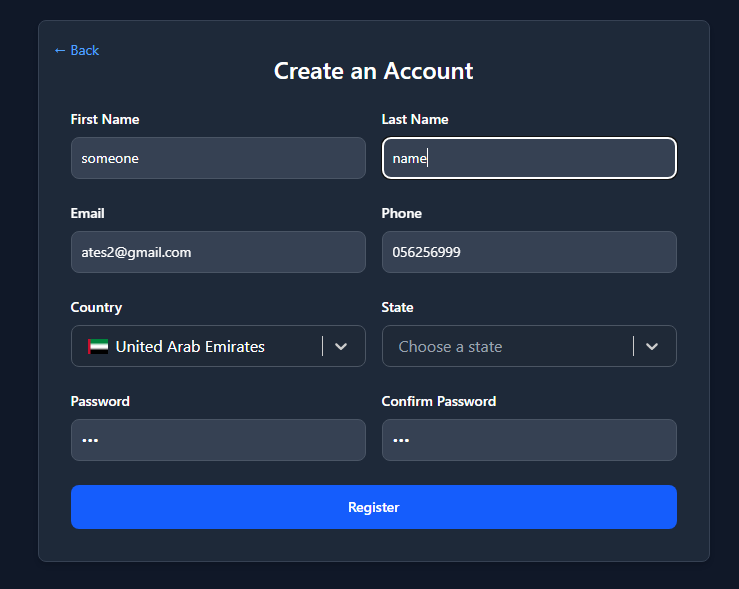 ← Back
Create an Account
First Name
Last Name
someone
name
Email
Phone
ates2@gmail.com
056256999
Country
State
United Arab Emirates
Choose a state
Password
Confirm Password
•••
•••
Register